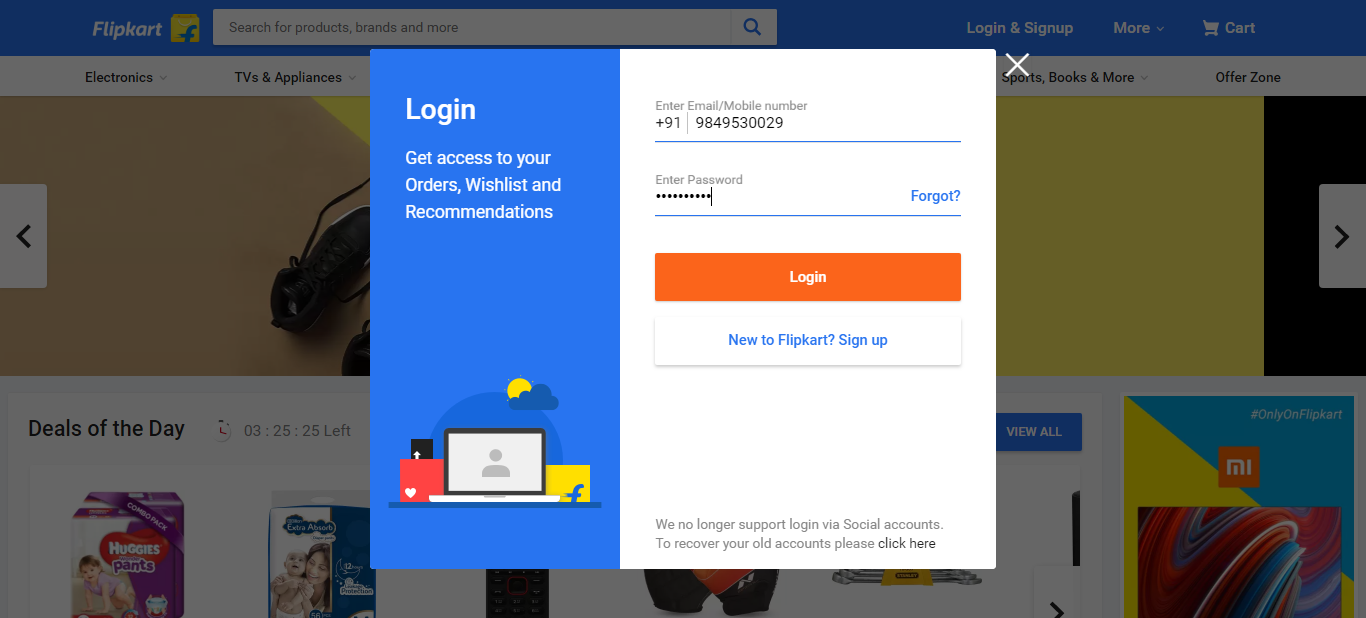 Flipkart
Search for products, brands and more
Login & Signup
More
Cart
Electronics
TVs & Appliances
Sports, Books & More
Offer Zone
Login
Get access to your
Orders, Wishlist and
Recommendations
Enter Email/Mobile number
+91 9849530029
Enter Password
••••••••••
Forgot?
Login
New to Flipkart? Sign up
We no longer support login via Social accounts.
To recover your old accounts please click here
Deals of the Day
03 : 25 : 25 Left
VIEW ALL
#OnlyOnFlipkart
mi
COMBO PACK
HUGGIES
pants
Extra Absorb
Protection
STANLEY